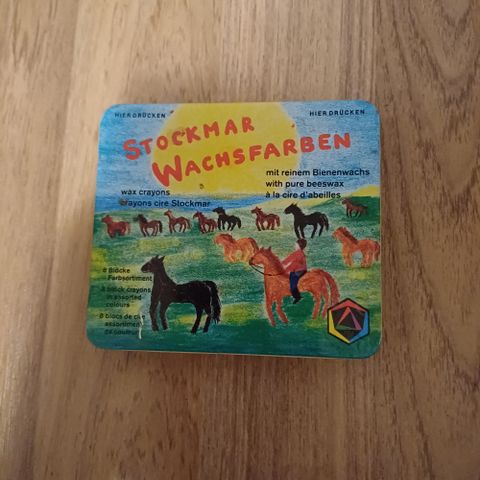 HIER DRÜCKEN
HIER DRÜCKEN
STOCKMAR
WACHSFARBEN
mit reinem Bienenwachs
with pure beeswax
à la cire d'abeilles
wax crayons
crayons cire Stockmar
8 Blöcke
Farbsortiment
8 block crayons
in assorted
colours
8 blocs de cire
assortiment
de couleur